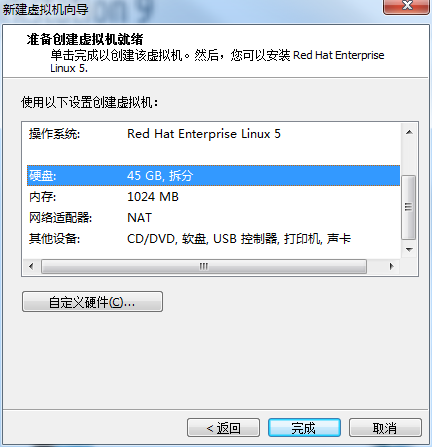 新建虚拟机向导
准备创建虚拟机就绪
单击完成以创建该虚拟机。然后，您可以安装 Red Hat Enterprise
Linux 5.
使用以下设置创建虚拟机：
操作系统: Red Hat Enterprise Linux 5
硬盘: 45 GB, 拆分
内存: 1024 MB
网络适配器: NAT
其他设备: CD/DVD, 软盘, USB 控制器, 打印机, 声卡
自定义硬件(C)...
< 返回 完成 取消